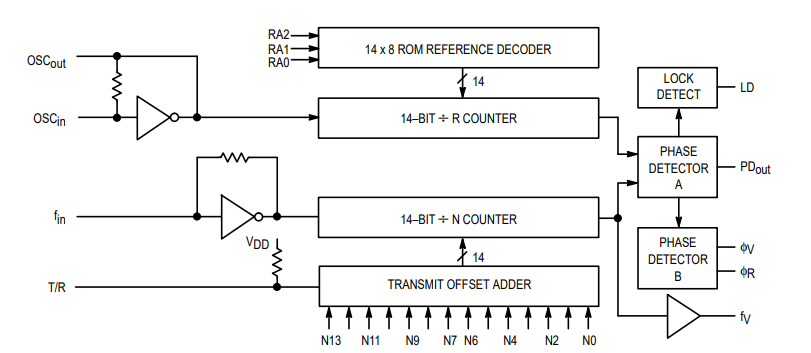 RA2
RA1
RA0
14 x 8 ROM REFERENCE DECODER
OSCout
14
LOCK
DETECT
LD
OSCin
14–BIT ÷ R COUNTER
PHASE
DETECTOR
A
PDout
fin
14–BIT ÷ N COUNTER
VDD
14
PHASE
DETECTOR
B
ϕV
ϕR
T/R
TRANSMIT OFFSET ADDER
fV
N13 N11 N9 N7 N6 N4 N2 N0